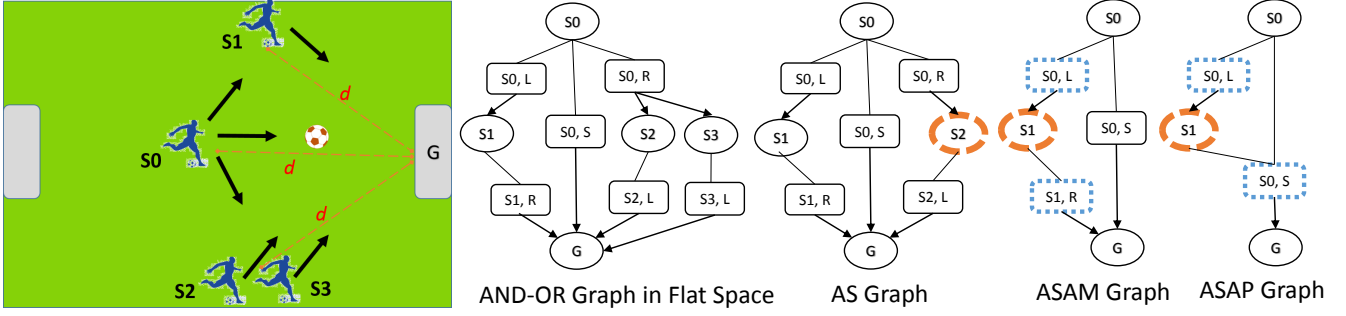 S1
d
S0
d
G
d
S2
S3
S0
S0, L
S0, R
S1
S0, S
S2
S3
S1, R
S2, L
S3, L
G
AND-OR Graph in Flat Space
S0
S0, L
S0, R
S1
S0, S
S2
S1, R
S2, L
G
AS Graph
S0
S0, L
S1
S0, S
S1, R
G
ASAM Graph
S0
S0, L
S1
S0, S
G
ASAP Graph